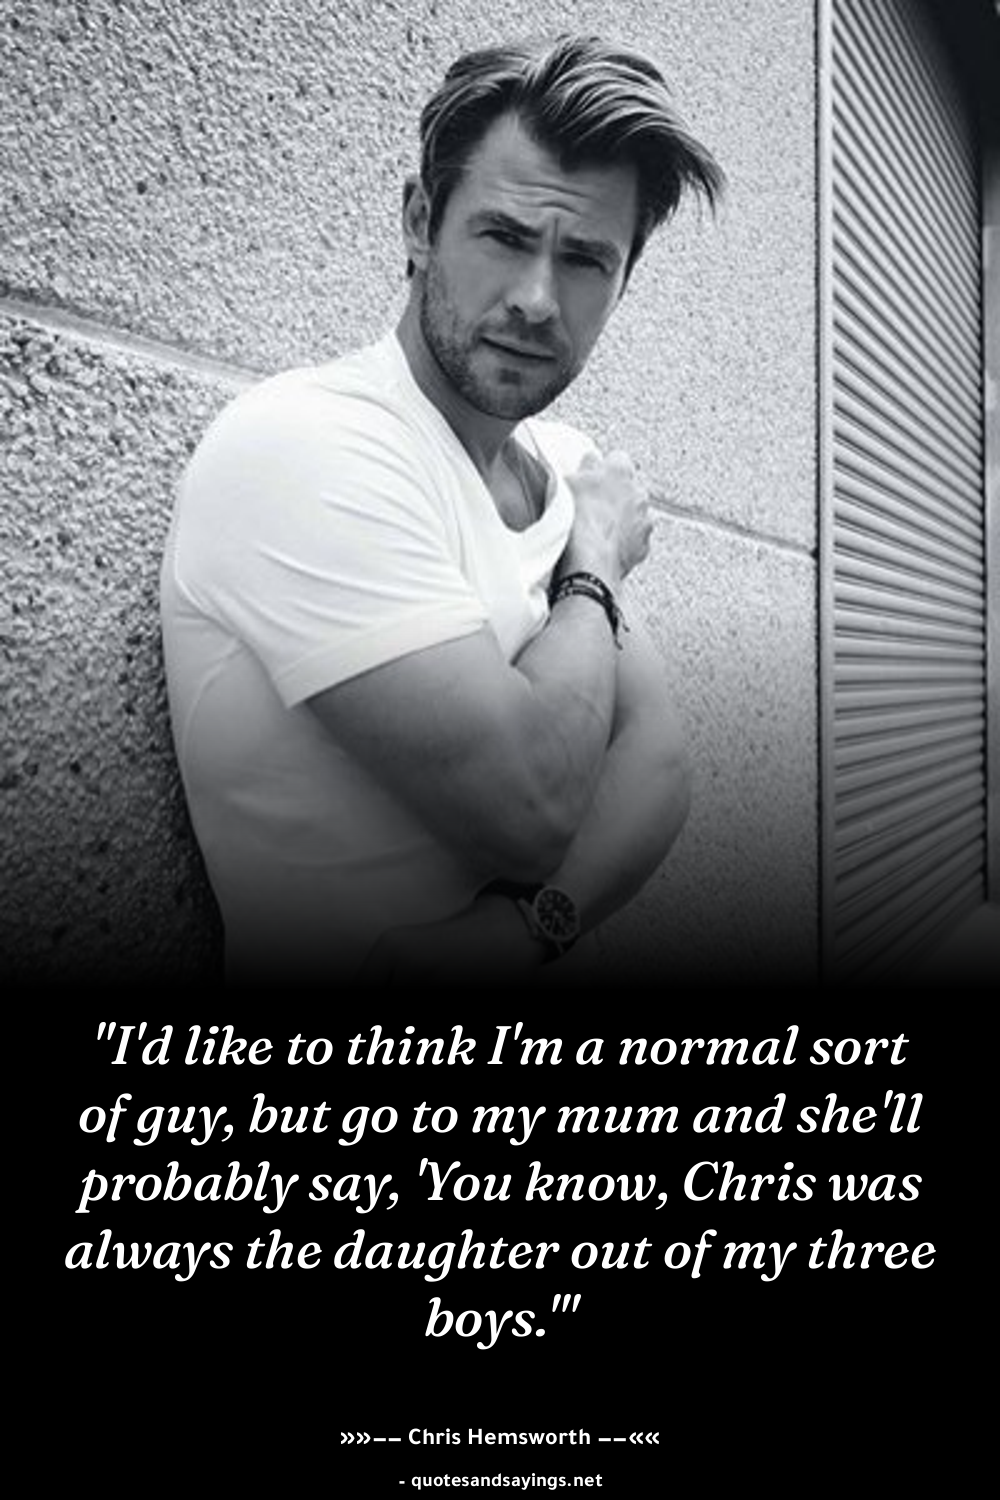 "I'd like to think I'm a normal sort
of guy, but go to my mum and she'll
probably say, 'You know, Chris was
always the daughter out of my three
boys.'"
»»−− Chris Hemsworth −−««
- quotesandsayings.net